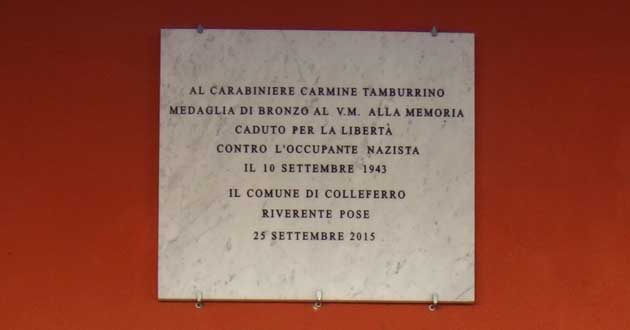 AL CARABINIERE CARMINE TAMBURRINO
MEDAGLIA DI BRONZO AL V.M. ALLA MEMORIA
CADUTO PER LA LIBERTÀ
CONTRO L'OCCUPANTE NAZISTA
IL 10 SETTEMBRE 1943
IL COMUNE DI COLLEFERRO
RIVERENTE POSE
25 SETTEMBRE 2015